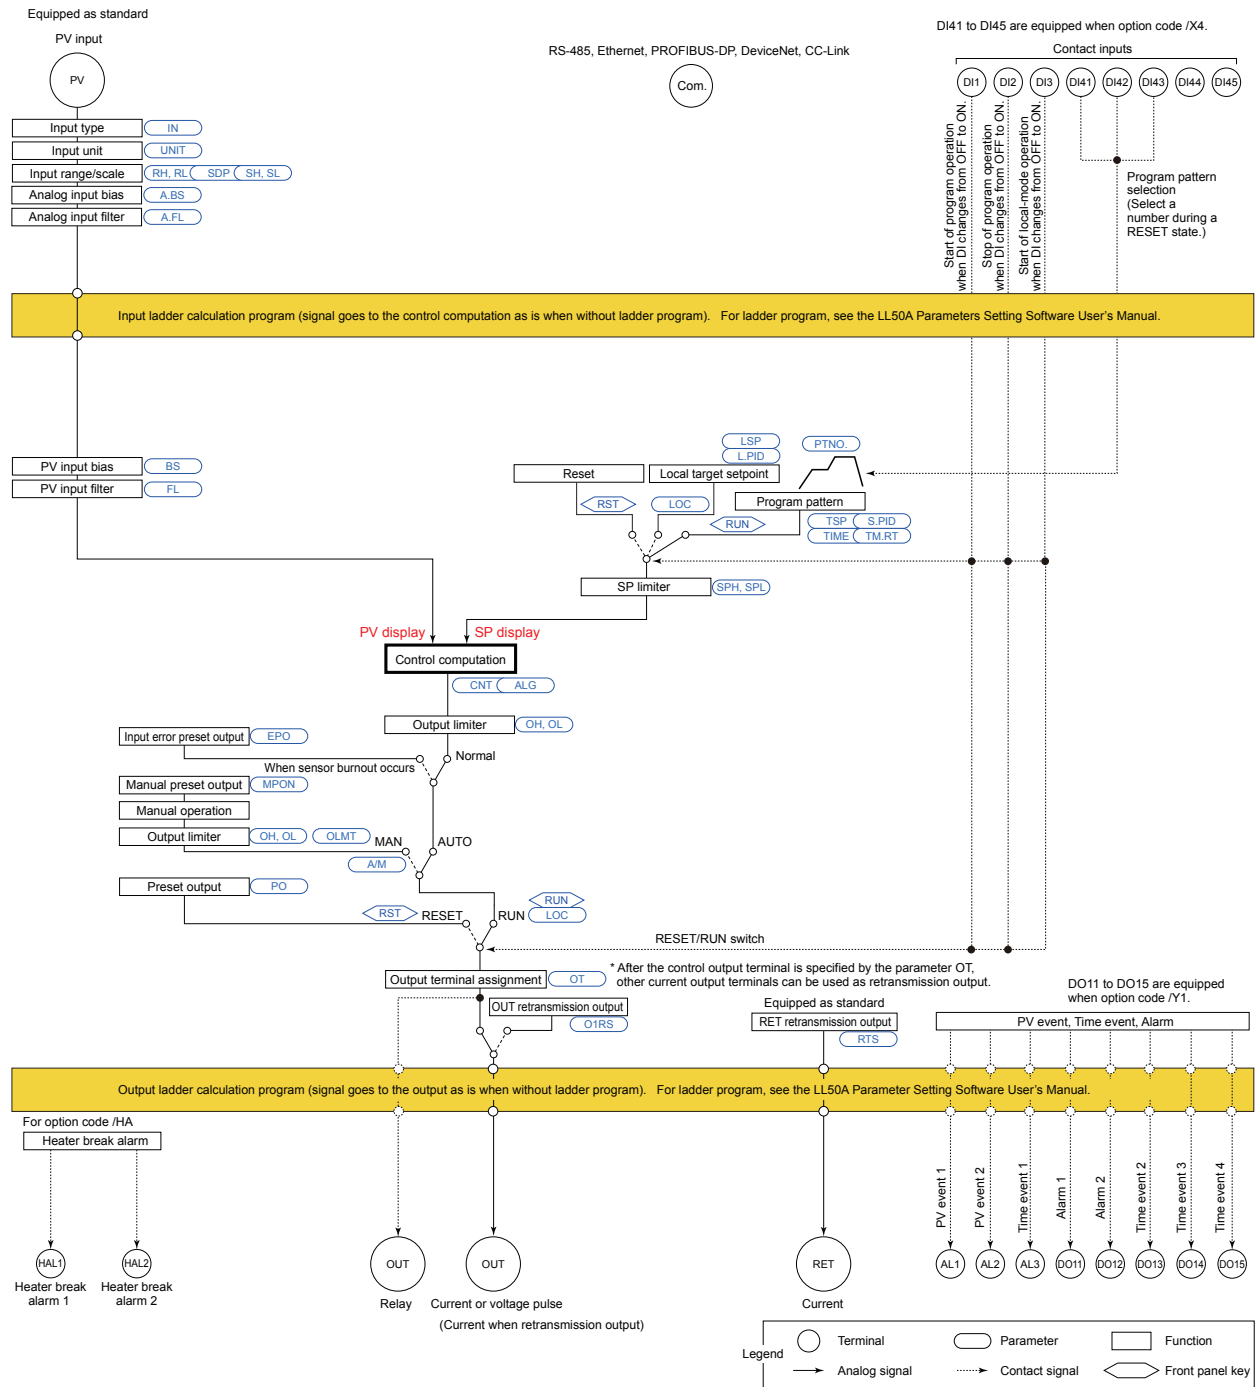 Equipped as standard
PV input
PV
RS-485, Ethernet, PROFIBUS-DP, DeviceNet, CC-Link
Com.
DI41 to DI45 are equipped when option code /X4.
Contact inputs
DI1
DI2
DI3
DI41
DI42
DI43
DI44
DI45
Input type
IN
Input unit
UNIT
Input range/scale
RH, RL
SDP
SH, SL
Analog input bias
A.BS
Analog input filter
A.FL
Start of program operation
when DI changes from OFF to ON.
Stop of program operation
when DI changes from OFF to ON.
Start of local-mode operation
when DI changes from OFF to ON.
Program pattern
selection
(Select a
number during a
RESET state.)
Input ladder calculation program (signal goes to the control computation as is when without ladder program). For ladder program, see the LL50A Parameters Setting Software User's Manual.
PV input bias
BS
PV input filter
FL
Reset
LSP
L.PID
Local target setpoint
PTNO.
Program pattern
RST
LOC
RUN
TSP
S.PID
TIME
TM.RT
SP limiter
SPH, SPL
PV display
SP display
Control computation
CNT
ALG
Output limiter
OH, OL
Input error preset output
EPO
When sensor burnout occurs
Normal
Manual preset output
MPON
Manual operation
Output limiter
OH, OL
OLMT
MAN
AUTO
A/M
Preset output
PO
RST
RESET
RUN
RUN
LOC
RESET/RUN switch
Output terminal assignment
OT
* After the control output terminal is specified by the parameter OT,
other current output terminals can be used as retransmission output.
OUT retransmission output
O1RS
Equipped as standard
RET retransmission output
RTS
DO11 to DO15 are equipped
when option code /Y1.
PV event, Time event, Alarm
Output ladder calculation program (signal goes to the output as is when without ladder program). For ladder program, see the LL50A Parameter Setting Software User's Manual.
For option code /HA
Heater break alarm
PV event 1
PV event 2
Time event 1
Alarm 1
Alarm 2
Time event 2
Time event 3
Time event 4
HAL1
HAL2
OUT
OUT
RET
AL1
AL2
AL3
DO11
DO12
DO13
DO14
DO15
Heater break
alarm 1
Heater break
alarm 2
Relay
Current or voltage pulse
(Current when retransmission output)
Current
Legend
Terminal
Parameter
Function
Analog signal
Contact signal
Front panel key